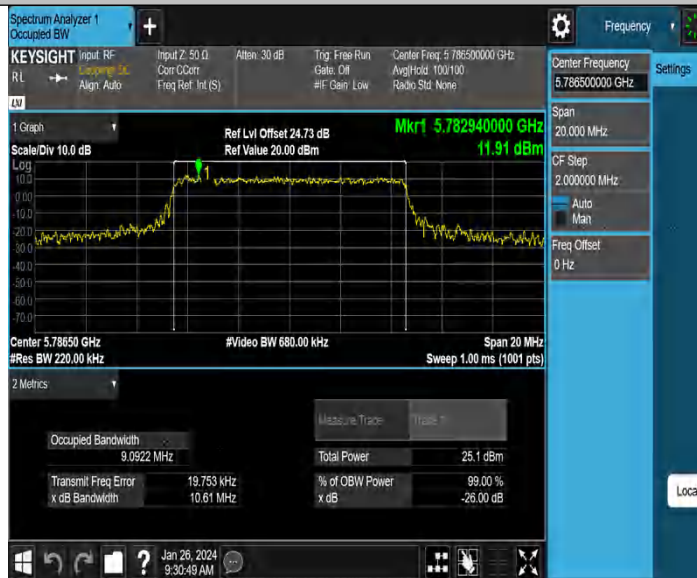 Spectrum Analyzer 1
Occupied BW
+
Frequency
KEYSIGHT
Input: RF
Coupling: DC
Align: Auto
Input Z: 50 Ω
Corr CCorr
Freq Ref: Int (S)
Atten: 30 dB
Trig: Free Run
Gate: Off
#IF Gain: Low
Center Freq: 5.786500000 GHz
Avg|Hold: 100/100
Radio Std: None
RL
LXI
Center Frequency
5.786500000 GHz
Settings
Span
20.000 MHz
CF Step
2.000000 MHz
Auto
Man
Freq Offset
0 Hz
1 Graph
Scale/Div 10.0 dB
Ref Lvl Offset 24.73 dB
Ref Value 20.00 dBm
Mkr1 5.782940000 GHz
11.91 dBm
Log
10.0
0.00
-10.0
-20.0
-30.0
-40.0
-50.0
-60.0
-70.0
1
Center 5.78650 GHz
#Res BW 220.00 kHz
#Video BW 680.00 kHz
Span 20 MHz
Sweep 1.00 ms (1001 pts)
2 Metrics
Measure Trace
Trace 1
Occupied Bandwidth
9.0922 MHz
Total Power
25.1 dBm
Transmit Freq Error
19.753 kHz
% of OBW Power
99.00 %
x dB Bandwidth
10.61 MHz
x dB
-26.00 dB
Loca
?
Jan 26, 2024
9:30:49 AM